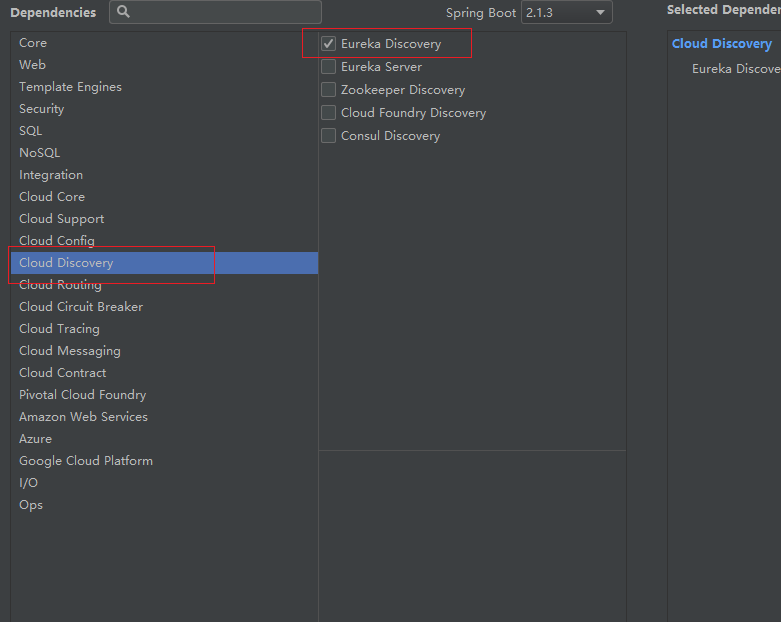 Dependencies
Spring Boot 2.1.3
Selected Depender
Core
Web
Template Engines
Security
SQL
NoSQL
Integration
Cloud Core
Cloud Support
Cloud Config
Cloud Discovery
Cloud Routing
Cloud Circuit Breaker
Cloud Tracing
Cloud Messaging
Cloud Contract
Pivotal Cloud Foundry
Amazon Web Services
Azure
Google Cloud Platform
I/O
Ops
Eureka Discovery
Eureka Server
Zookeeper Discovery
Cloud Foundry Discovery
Consul Discovery
Cloud Discovery
Eureka Discove